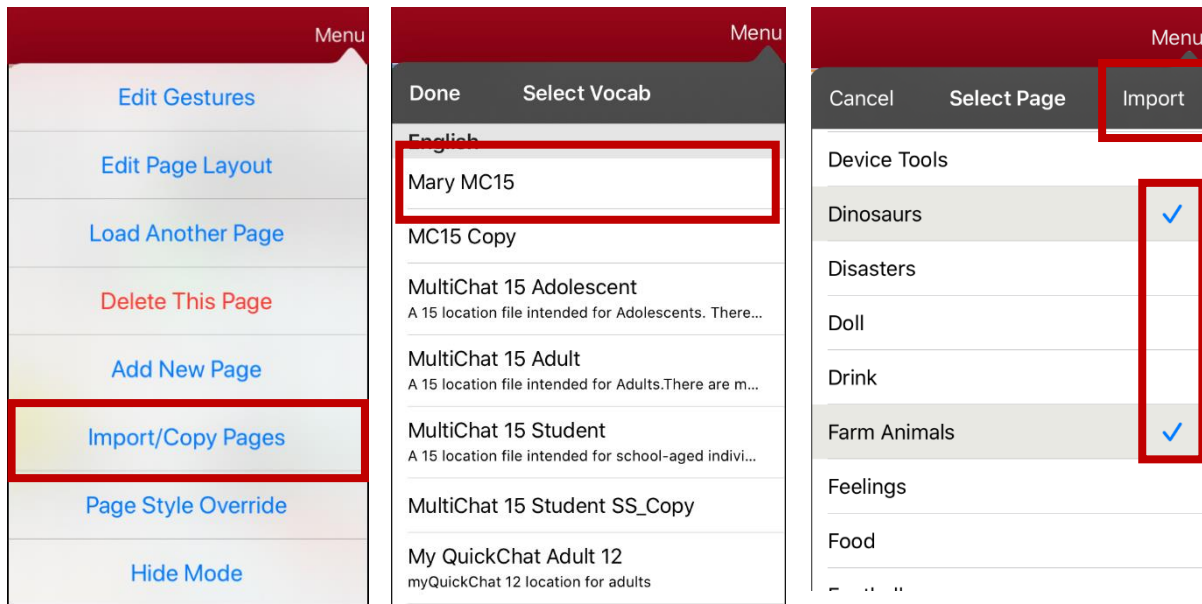 Menu
Edit Gestures
Edit Page Layout
Load Another Page
Delete This Page
Add New Page
Import/Copy Pages
Page Style Override
Hide Mode
Menu
Done Select Vocab
English
Mary MC15
MC15 Copy
MultiChat 15 Adolescent
A 15 location file intended for Adolescents. There...
MultiChat 15 Adult
A 15 location file intended for Adults.There are m...
MultiChat 15 Student
A 15 location file intended for school-aged indivi...
MultiChat 15 Student SS_Copy
My QuickChat Adult 12
myQuickChat 12 location for adults
Menu
Cancel Select Page Import
Device Tools
Dinosaurs
Disasters
Doll
Drink
Farm Animals
Feelings
Food